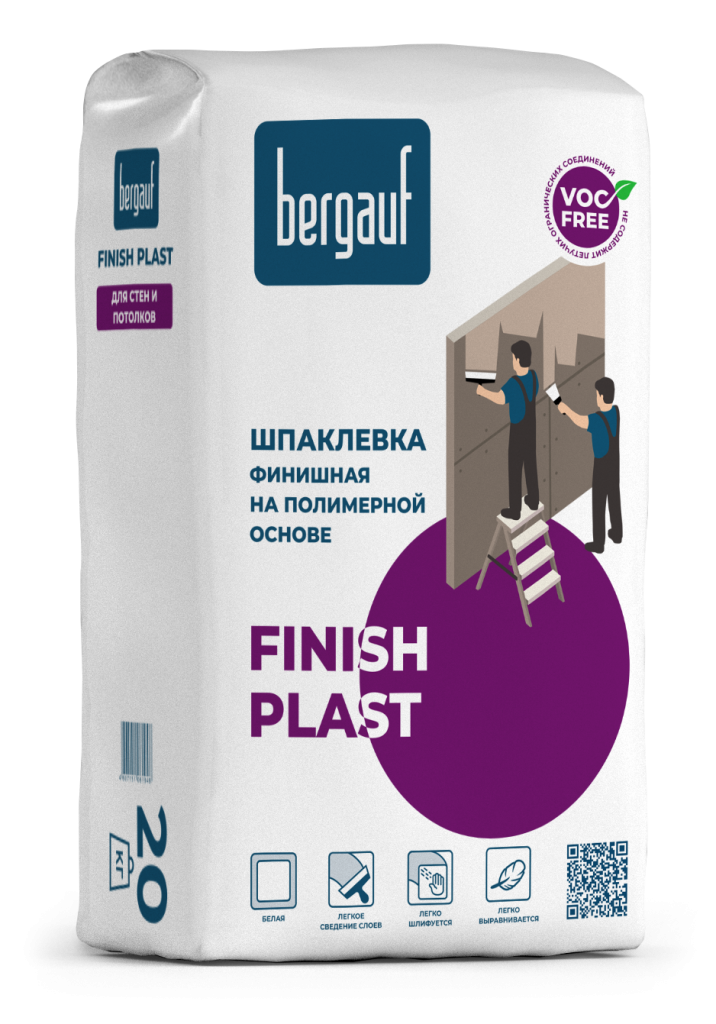 bergauf
FINISH PLAST
ДЛЯ СТЕН И
ПОТОЛКОВ
20
КГ
bergauf
НЕ СОДЕРЖИТ ЛЕТУЧИХ ОРГАНИЧЕСКИХ СОЕДИНЕНИЙ
VOC
FREE
ШПАКЛЕВКА
ФИНИШНАЯ
НА ПОЛИМЕРНОЙ
ОСНОВЕ
FINISH
PLAST
БЕЛАЯ
ЛЕГКОЕ
СВЕДЕНИЕ СЛОЕВ
ЛЕГКО
ШЛИФУЕТСЯ
ЛЕГКО
ВЫРАВНИВАЕТСЯ